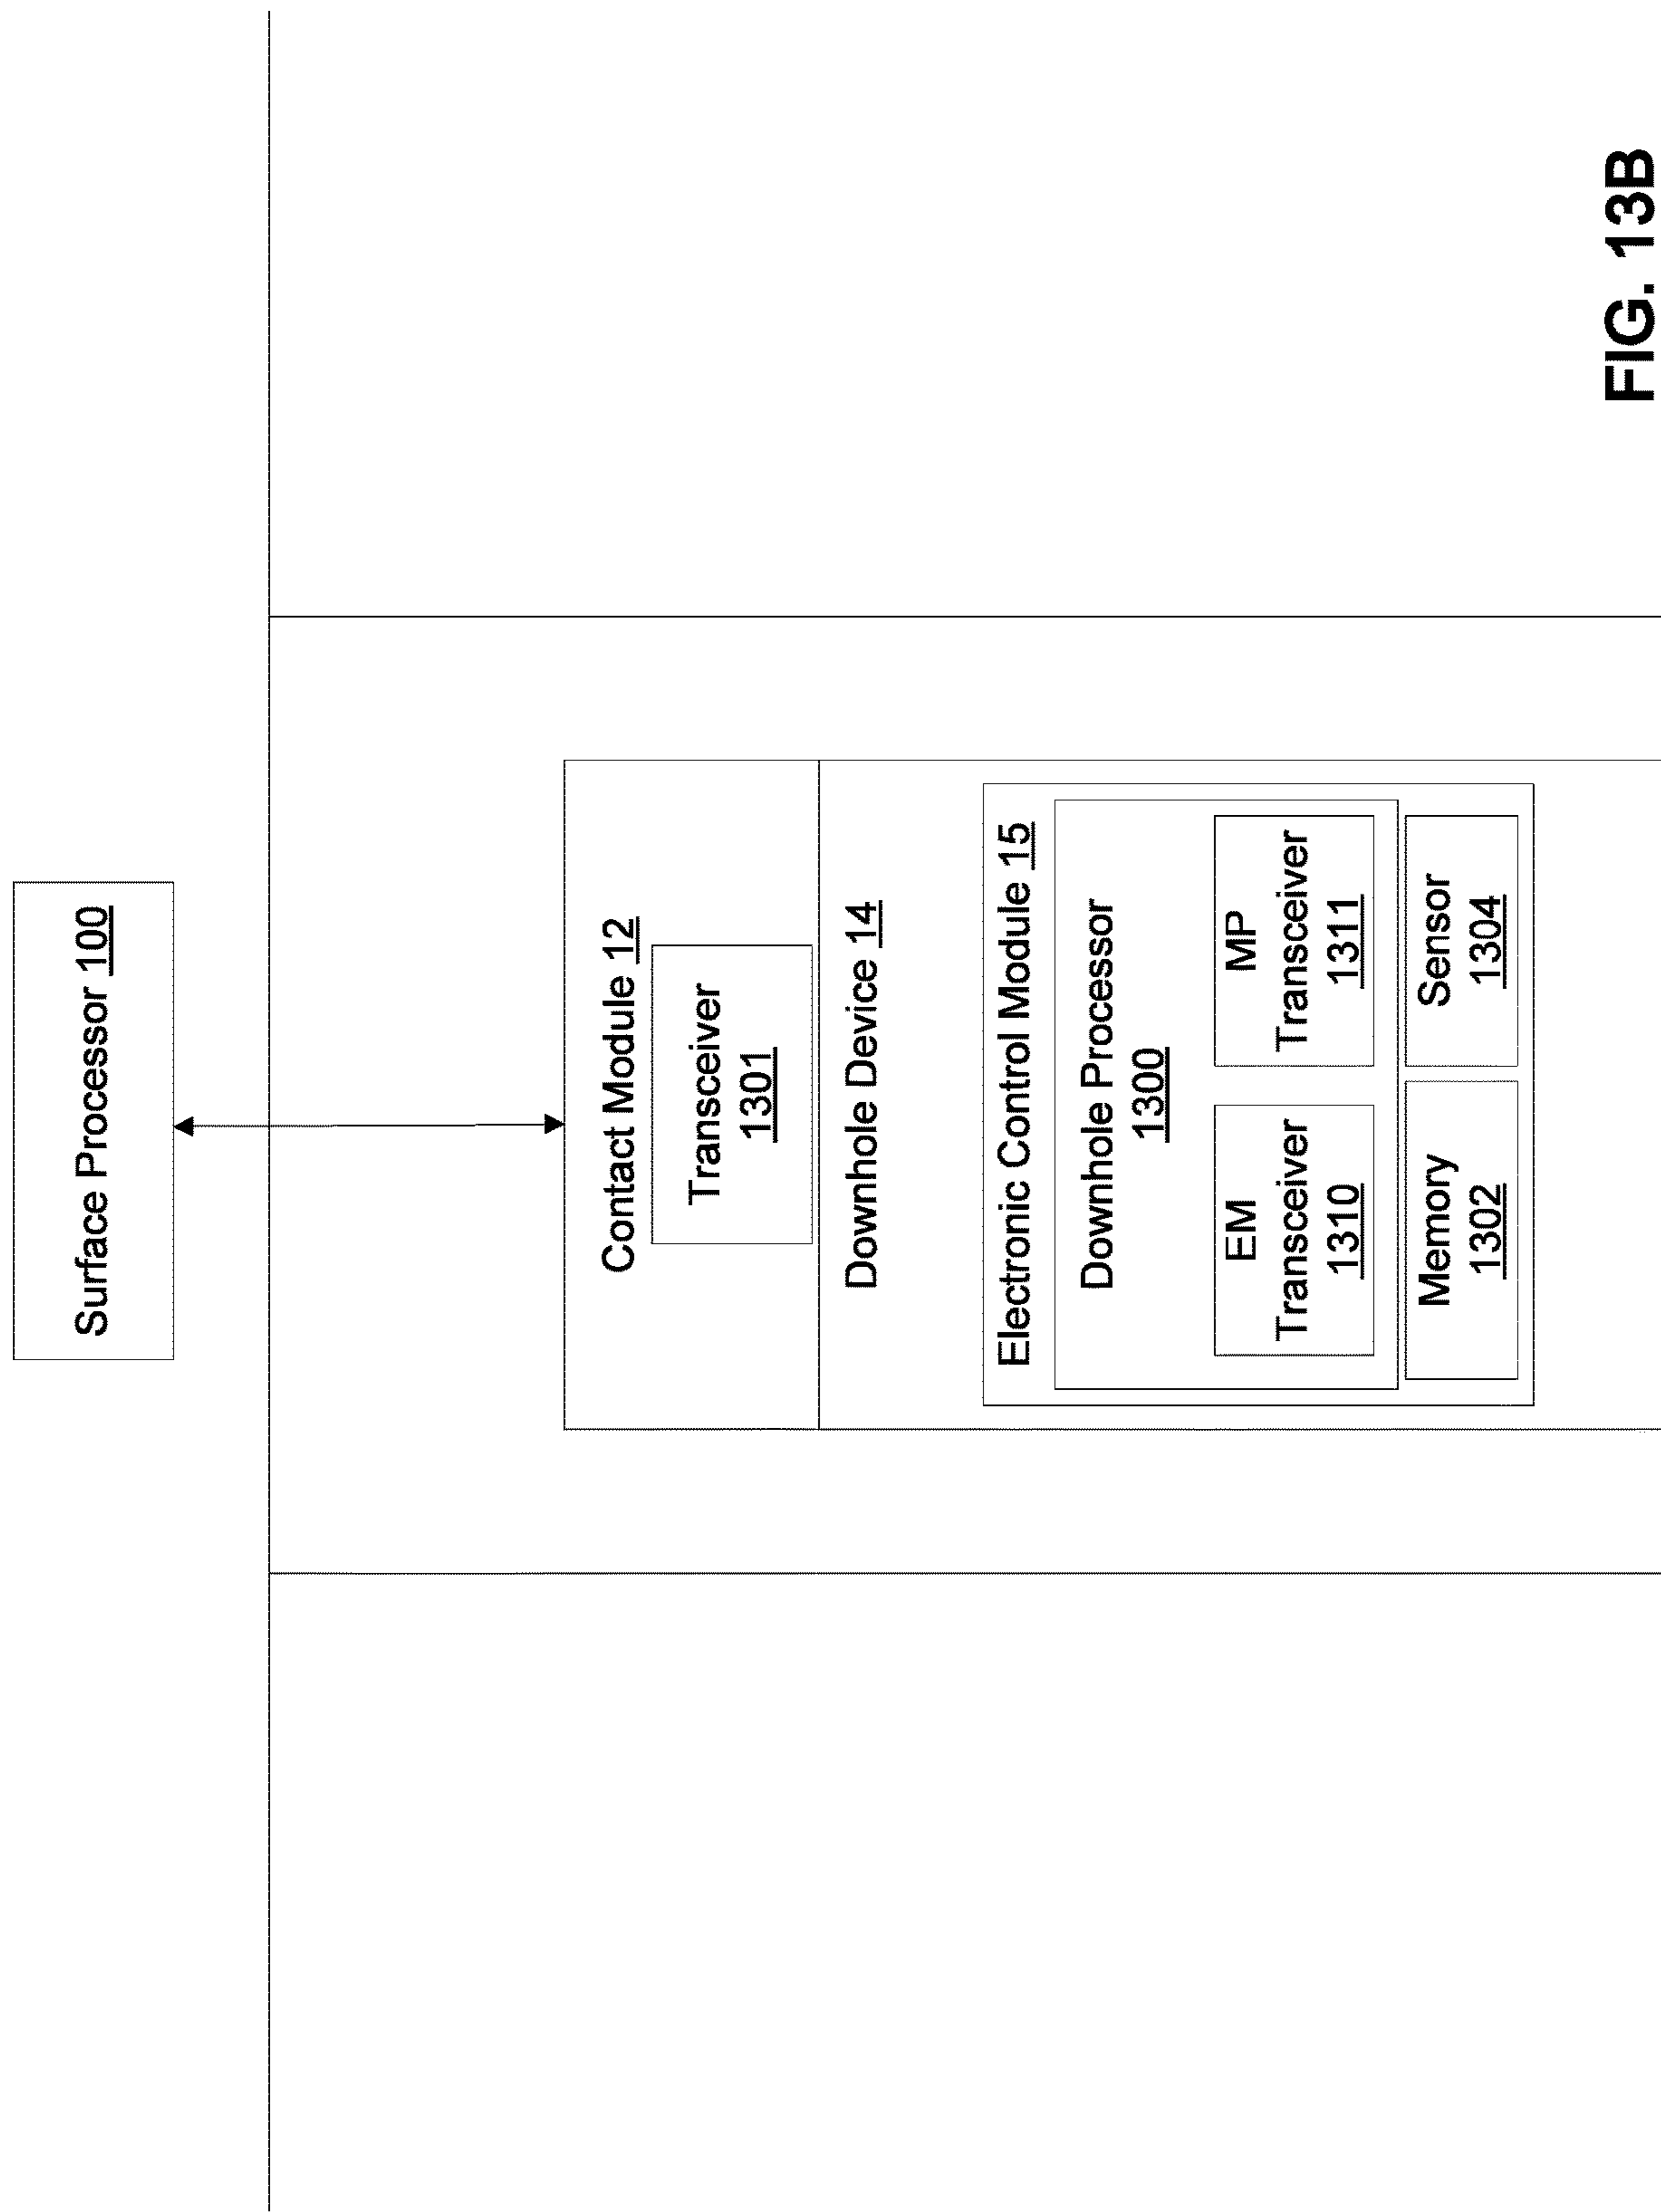 Surface Processor 100
Contact Module 12
Transceiver
1301
Downhole Device 14
Electronic Control Module 15
Downhole Processor
1300
EM
Transceiver
1310
MP
Transceiver
1311
Memory
1302
Sensor
1304
FIG. 13B